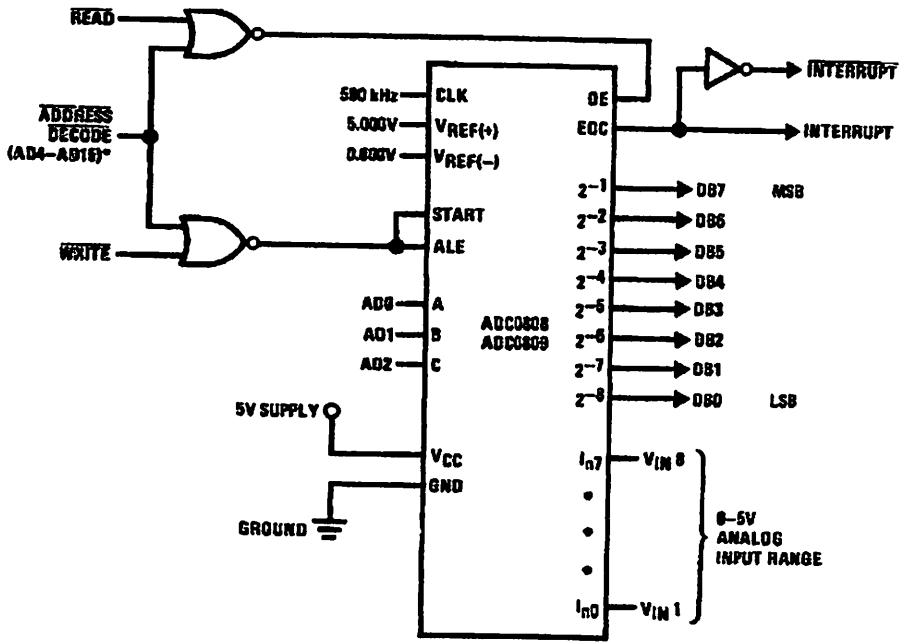 READ
ADDRESS
DECODE
(AD4–AD15)*
WRITE
500 kHz
5.000V
0.000V
CLK
VREF(+)
VREF(−)
START
ALE
AD0
AD1
AD2
A
B
C
5V SUPPLY
VCC
GND
GROUND
ADC0808
ADC0809
OE
EOC
INTERRUPT
INTERRUPT
2−1 DB7 MSB
2−2 DB6
2−3 DB5
2−4 DB4
2−5 DB3
2−6 DB2
2−7 DB1
2−8 DB0 LSB
In7 VIN 8
0–5V
ANALOG
INPUT RANGE
In0 VIN 1